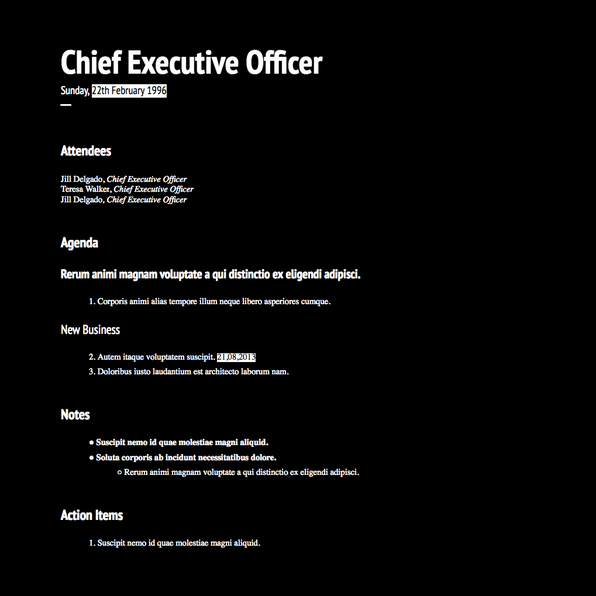 Chief Executive Officer
Sunday, 22th February 1996
Attendees
Jill Delgado, Chief Executive Officer
Teresa Walker, Chief Executive Officer
Jill Delgado, Chief Executive Officer
Agenda
Rerum animi magnam voluptate a qui distinctio ex eligendi adipisci.
1. Corporis animi alias tempore illum neque libero asperiores cumque.
New Business
2. Autem itaque voluptatem suscipit. 21,08,2013
3. Doloribus iusto laudantium est architecto laborum nam.
Notes
• Suscipit nemo id quae molestiae magni aliquid.
• Soluta corporis ab incidunt necessitatibus dolore.
○ Rerum animi magnam voluptate a qui distinctio ex eligendi adipisci.
Action Items
1. Suscipit nemo id quae molestiae magni aliquid.